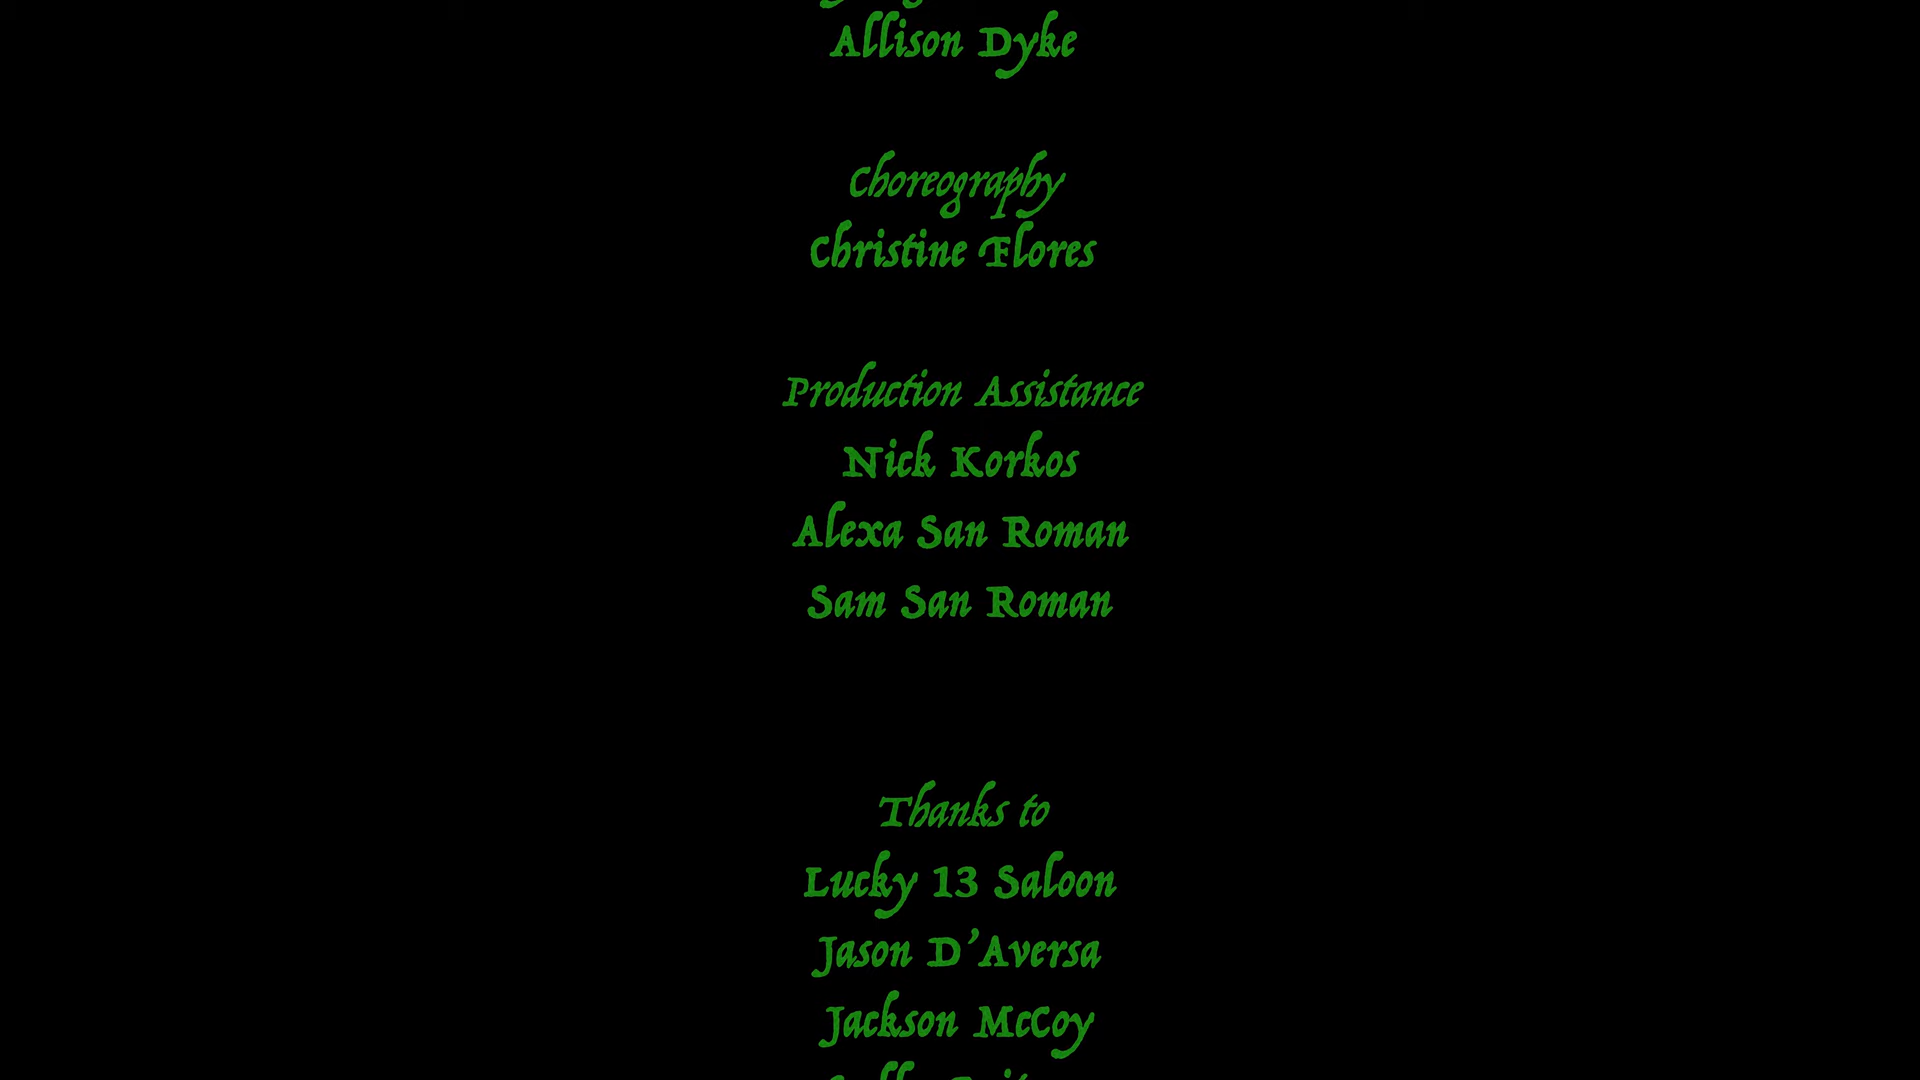 Allison Dyke
Choreography
Christine Flores
Production Assistance
Nick Korkos
Alexa San Roman
Sam San Roman
Thanks to
Lucky 13 Saloon
Jason D'Aversa
Jackson McCoy